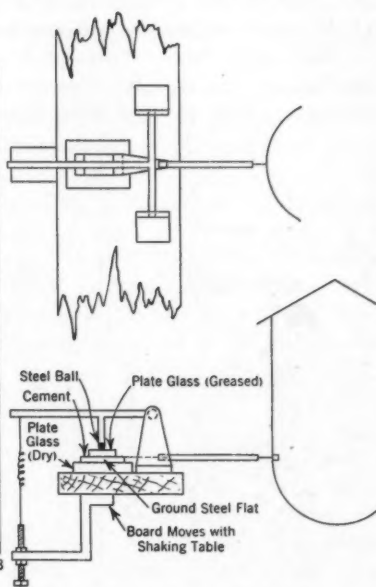 Steel Ball
Cement
Plate Glass (Greased)
Plate
Glass
(Dry)
Ground Steel Flat
Board Moves with
Shaking Table